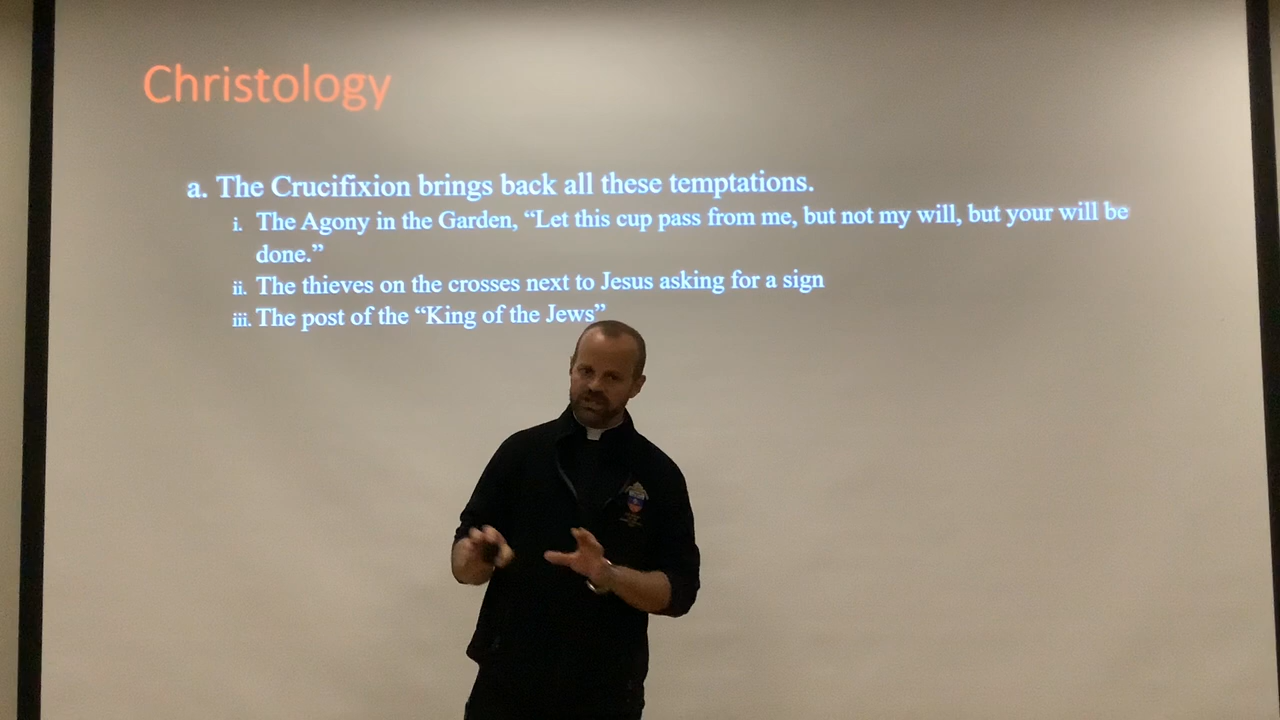 Christology
a. The Crucifixion brings back all these temptations.
i. The Agony in the Garden, “Let this cup pass from me, but not my will, but your will be
done.”
ii. The thieves on the crosses next to Jesus asking for a sign
iii. The post of the “King of the Jews”